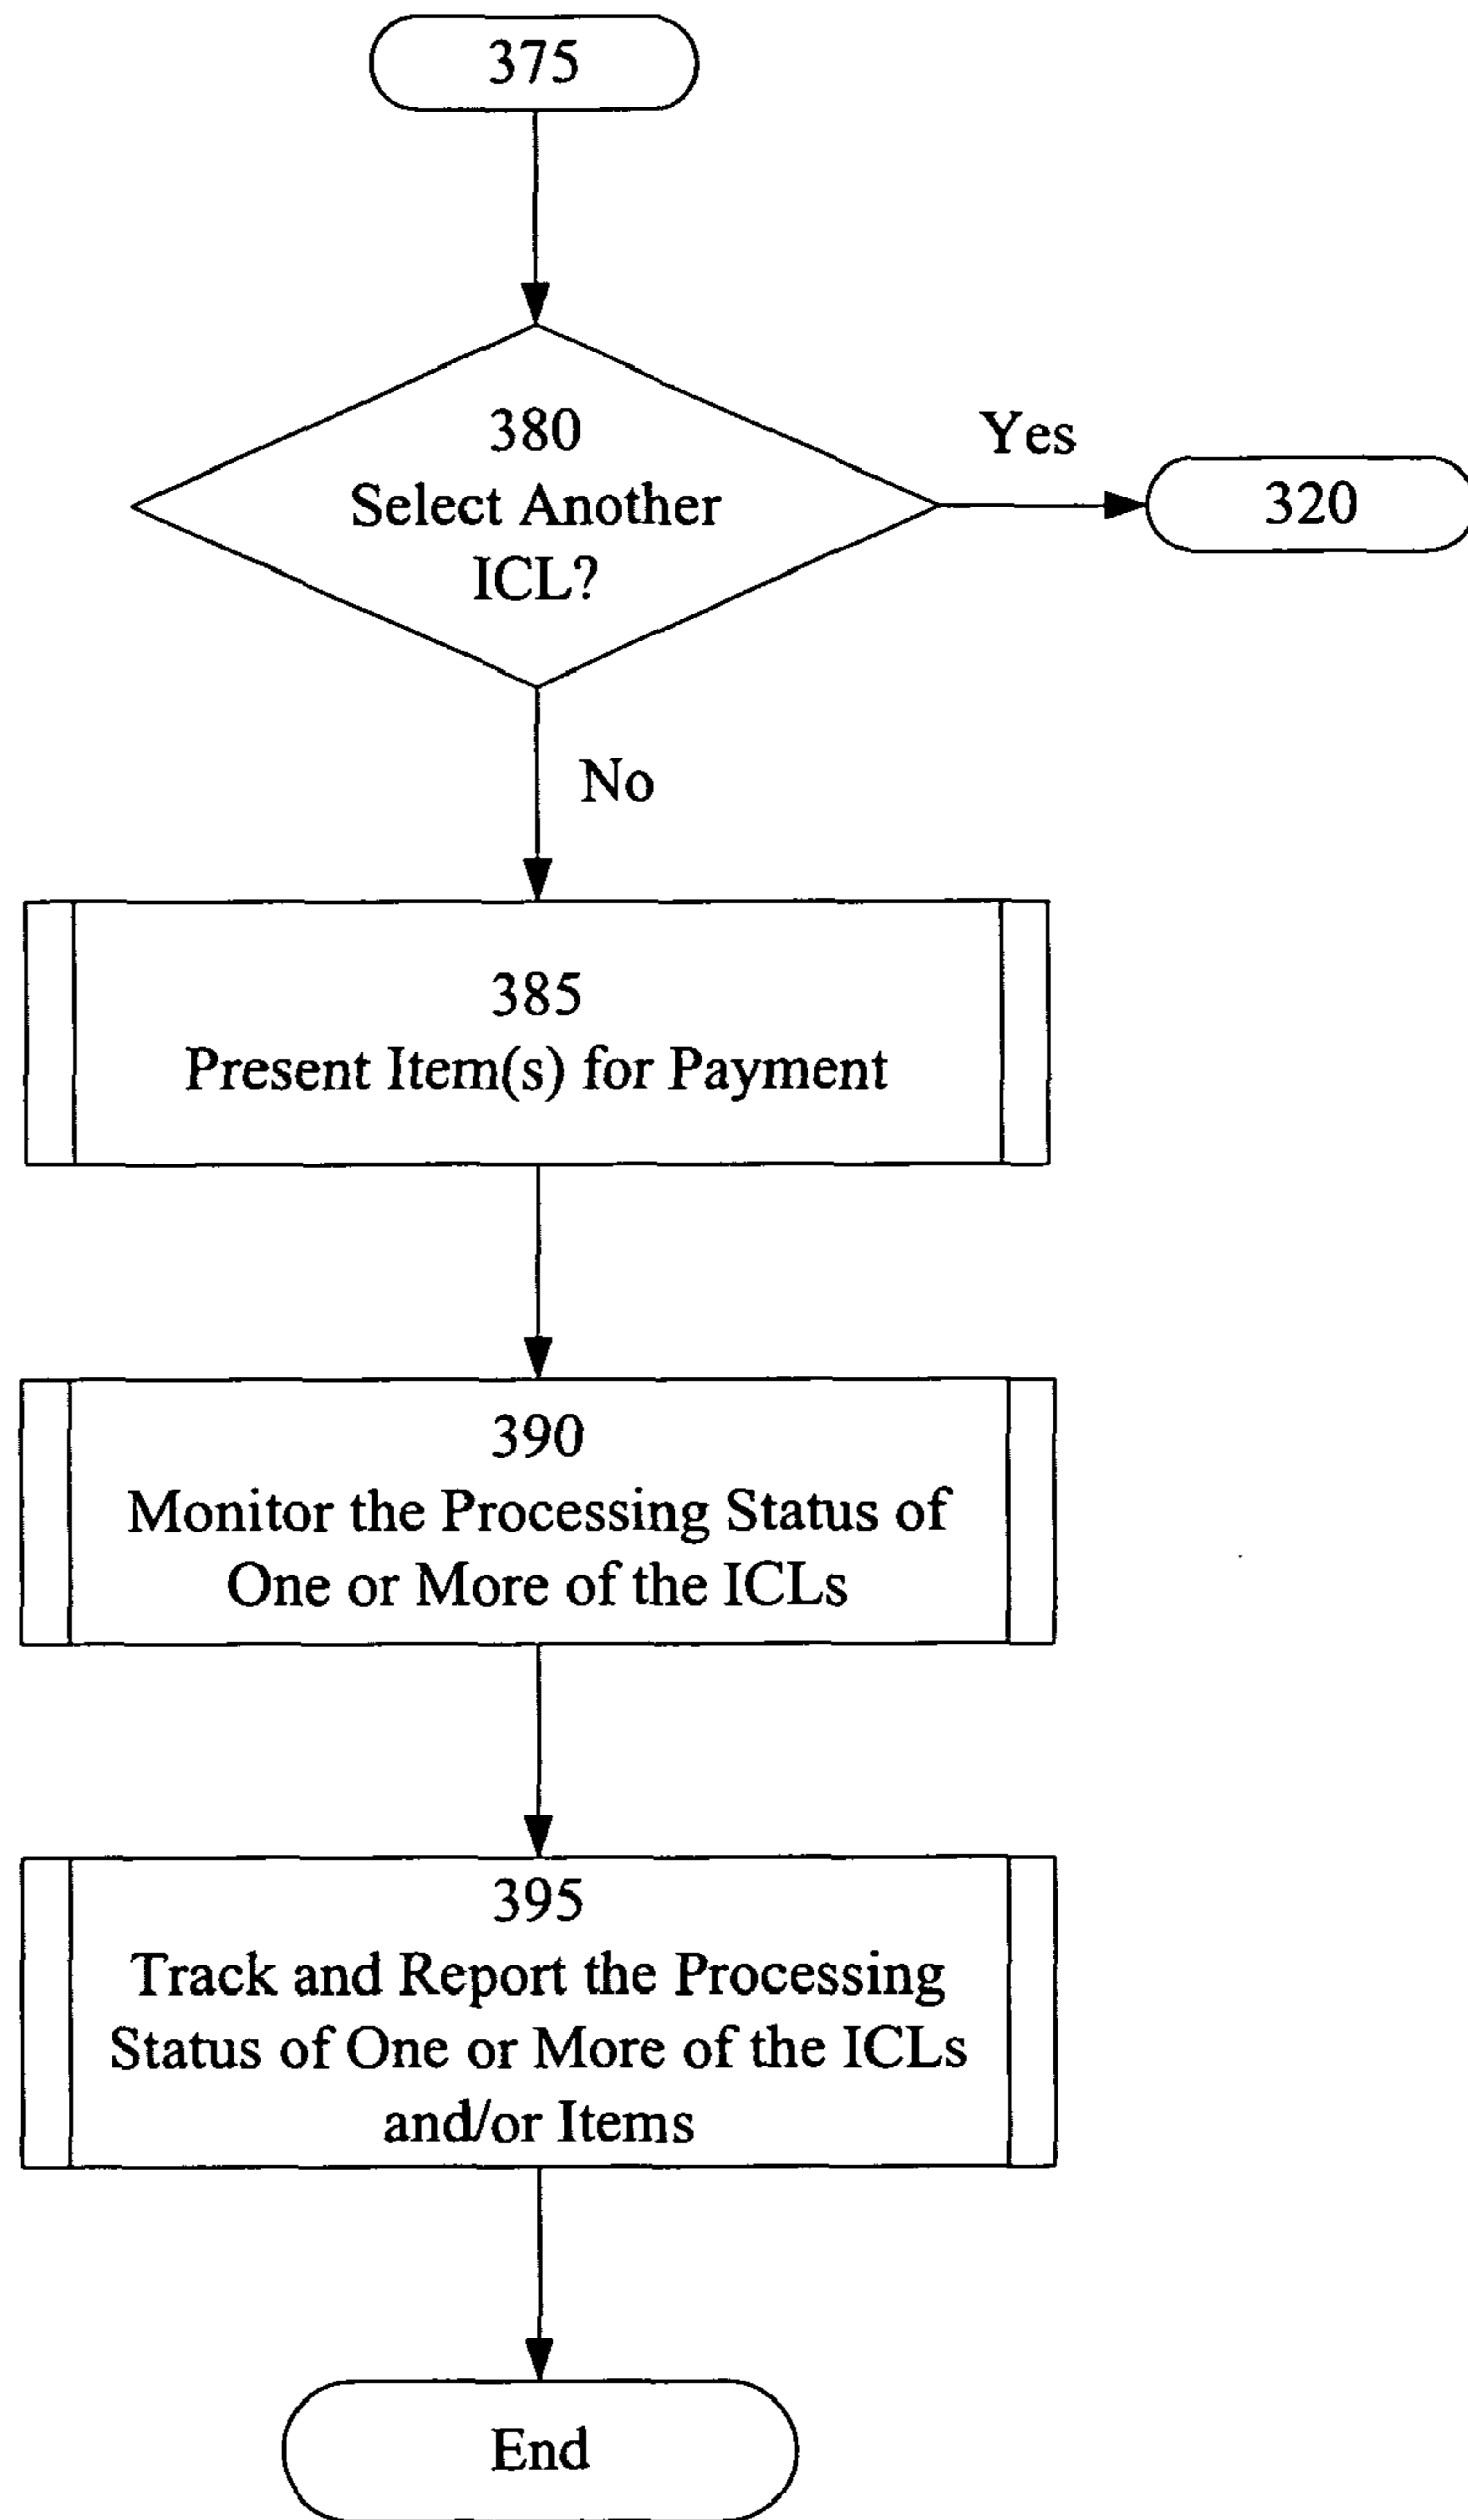 375
380
Select Another
ICL?
Yes
320
No
385
Present Item(s) for Payment
390
Monitor the Processing Status of
One or More of the ICLs
395
Track and Report the Processing
Status of One or More of the ICLs
and/or Items
End